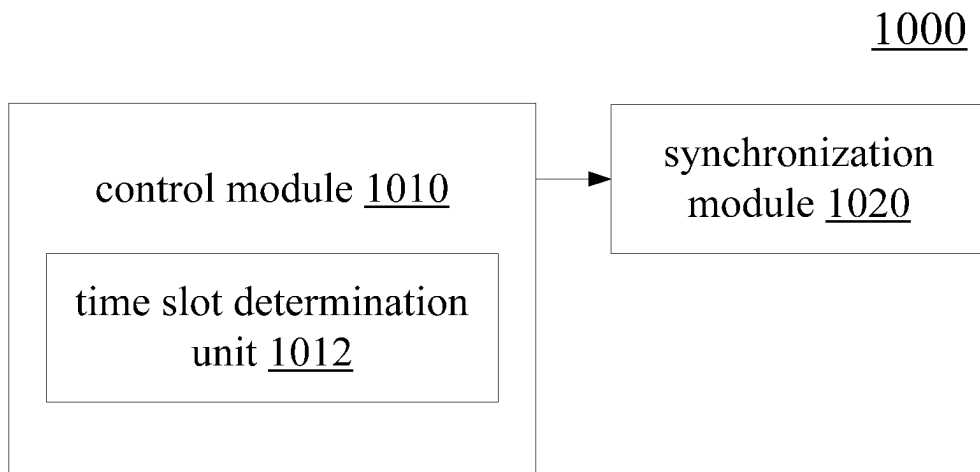 1000
control module 1010
time slot determination
unit 1012
synchronization
module 1020